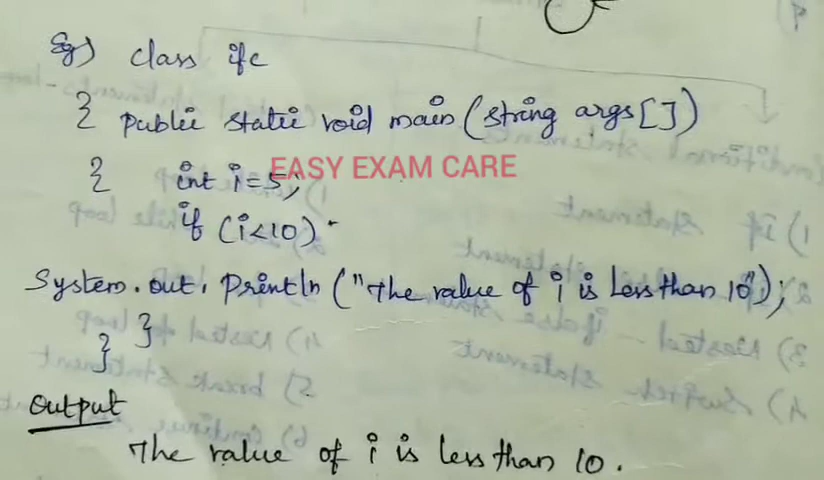 Eg) class ifc
{ public static void main (string args[])
{ int i=5;
EASY EXAM CARE
if (i<10)
System.out.println ("The value of i is less than 10");
}
}
Output
The value of i is less than 10.